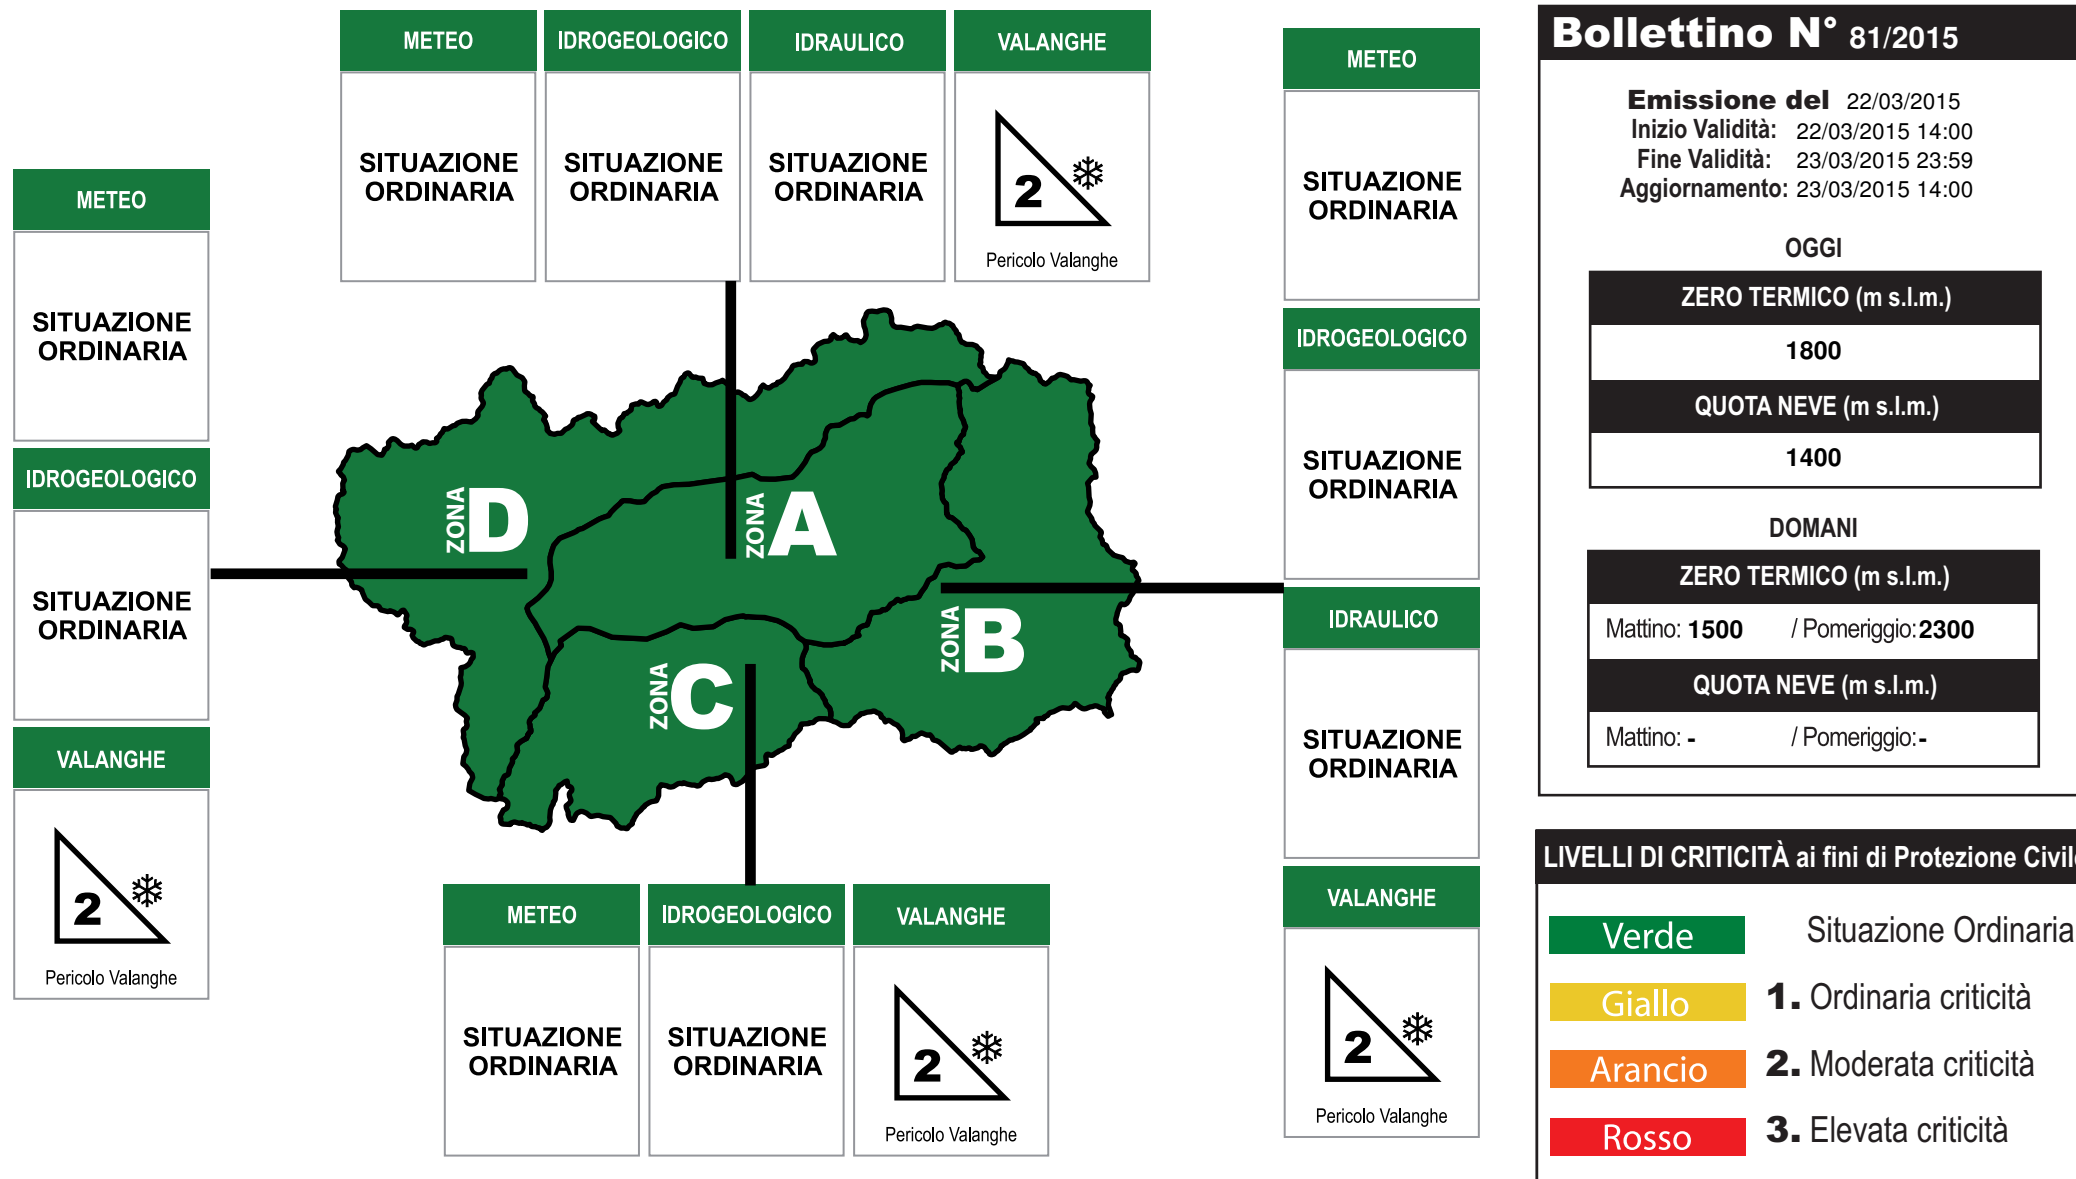 METEO
IDROGEOLOGICO
IDRAULICO
VALANGHE
SITUAZIONE
ORDINARIA
SITUAZIONE
ORDINARIA
SITUAZIONE
ORDINARIA
2
Pericolo Valanghe
METEO
SITUAZIONE
ORDINARIA
IDROGEOLOGICO
SITUAZIONE
ORDINARIA
VALANGHE
2
Pericolo Valanghe
ZONA D
ZONA A
ZONA B
ZONA C
METEO
IDROGEOLOGICO
VALANGHE
SITUAZIONE
ORDINARIA
SITUAZIONE
ORDINARIA
2
Pericolo Valanghe
METEO
SITUAZIONE
ORDINARIA
IDROGEOLOGICO
SITUAZIONE
ORDINARIA
IDRAULICO
SITUAZIONE
ORDINARIA
VALANGHE
2
Pericolo Valanghe
Bollettino N° 81/2015
Emissione del 22/03/2015
Inizio Validità: 22/03/2015 14:00
Fine Validità: 23/03/2015 23:59
Aggiornamento: 23/03/2015 14:00
OGGI
ZERO TERMICO (m s.l.m.)
1800
QUOTA NEVE (m s.l.m.)
1400
DOMANI
ZERO TERMICO (m s.l.m.)
Mattino: 1500 / Pomeriggio: 2300
QUOTA NEVE (m s.l.m.)
Mattino: - / Pomeriggio: -
LIVELLI DI CRITICITÀ ai fini di Protezione Civile
Verde Situazione Ordinaria
Giallo 1. Ordinaria criticità
Arancio 2. Moderata criticità
Rosso 3. Elevata criticità